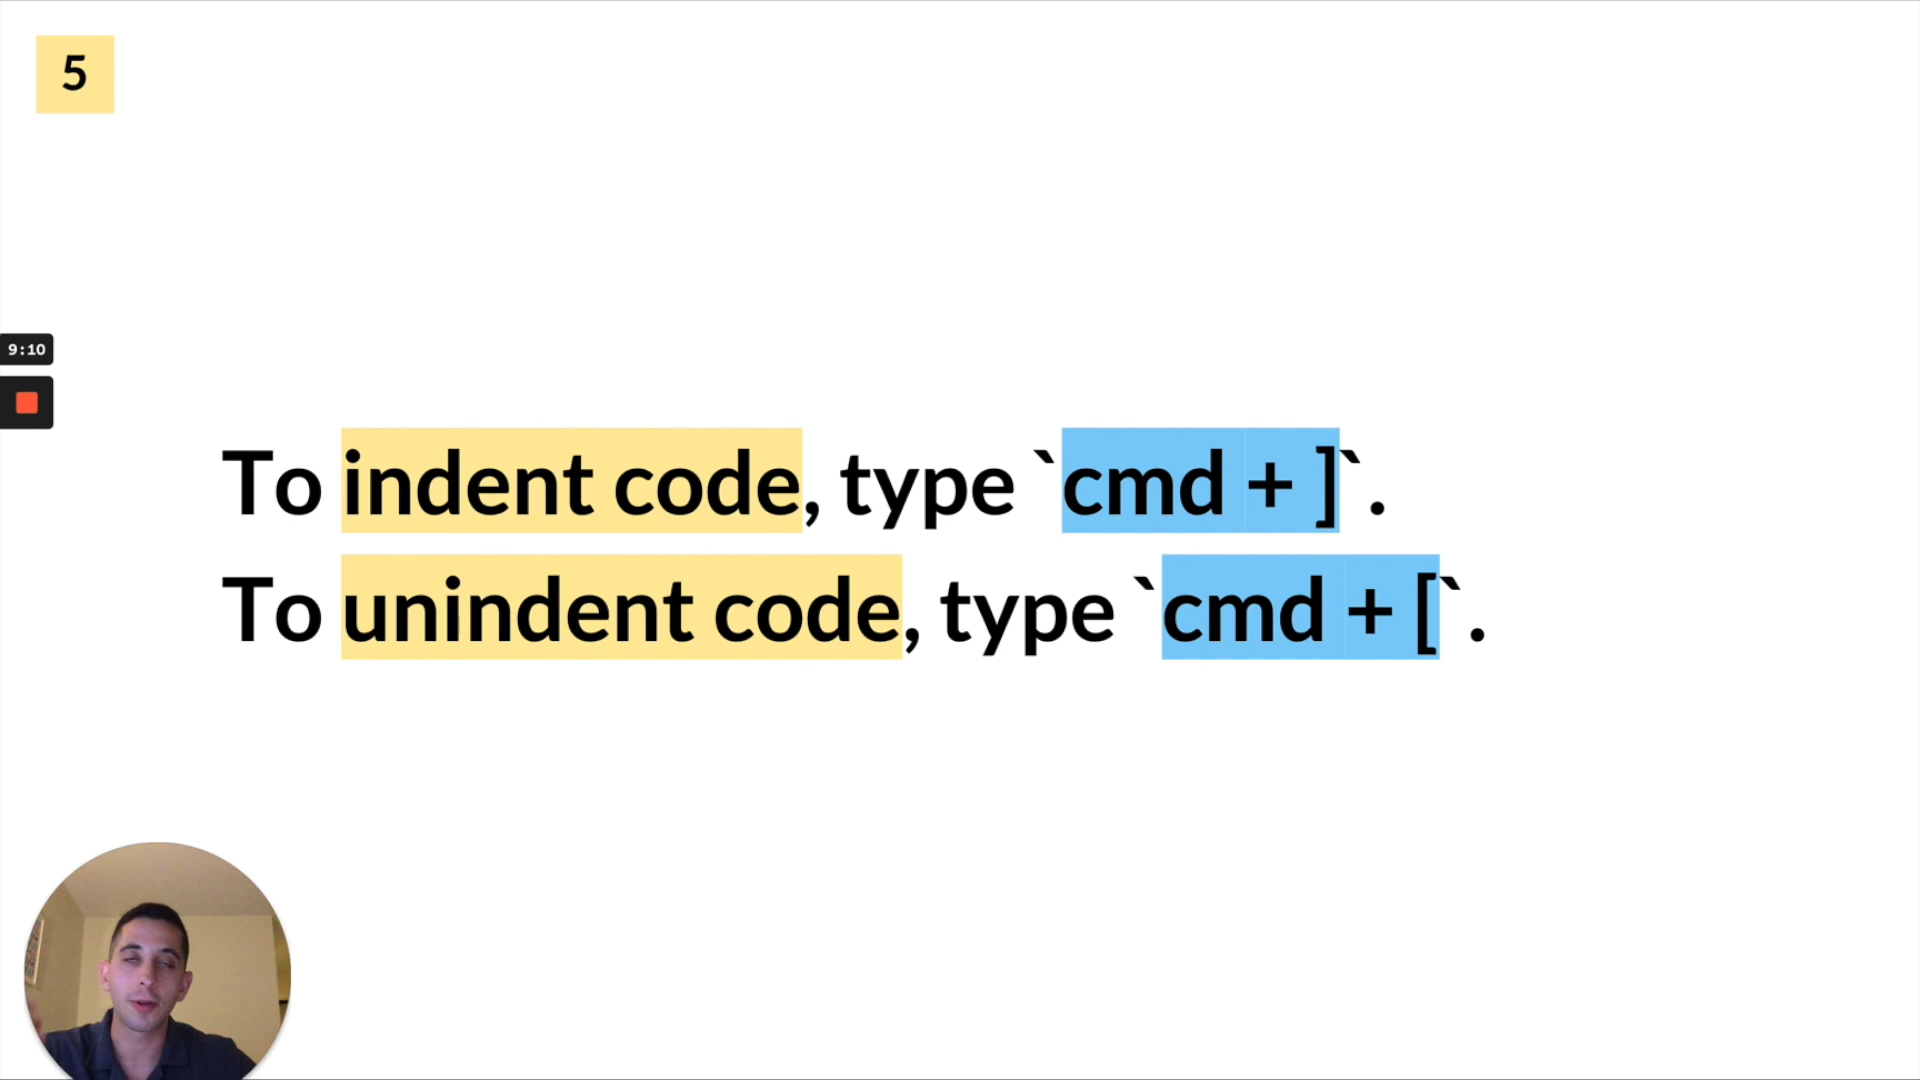 5
9:10
To indent code, type `cmd + ]`.
To unindent code, type `cmd + [`.